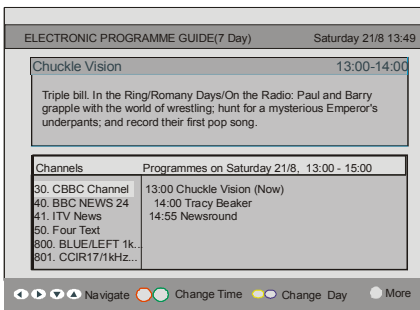 ELECTRONIC PROGRAMME GUIDE(7 Day) Saturday 21/8 13:49
Chuckle Vision 13:00-14:00
Triple bill. In the Ring/Romany Days/On the Radio: Paul and Barry
grapple with the world of wrestling; hunt for a mysterious Emperor's
underpants; and record their first pop song.
Channels Programmes on Saturday 21/8, 13:00 - 15:00
30. CBBC Channel 13:00 Chuckle Vision (Now)
40. BBC NEWS 24 14:00 Tracy Beaker
41. ITV News 14:55 Newsround
50. Four Text
800. BLUE/LEFT 1k...
801. CCIR17/1kHz...
Navigate Change Time Change Day More